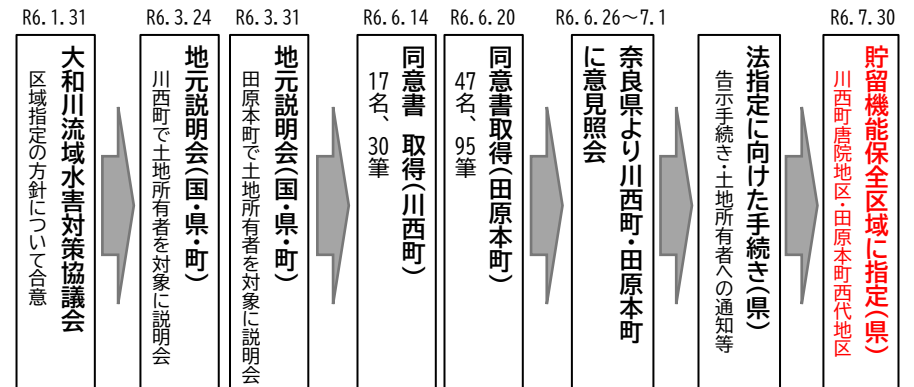 R6.1.31
大和川流域水害対策協議会
区域指定の方針について合意
R6.3.24
地元説明会(国・県・町)
川西町で土地所有者を対象に説明会
R6.3.31
地元説明会(国・県・町)
田原本町で土地所有者を対象に説明会
R6.6.14
同意書 取得(川西町)
17名、30筆
R6.6.20
同意書取得(田原本町)
47名、95筆
R6.6.26～7.1
奈良県より川西町・田原本町
に意見照会
法指定に向けた手続き(県)
告示手続き・土地所有者への通知等
R6.7.30
貯留機能保全区域に指定(県)
川西町唐院地区・田原本町西代地区